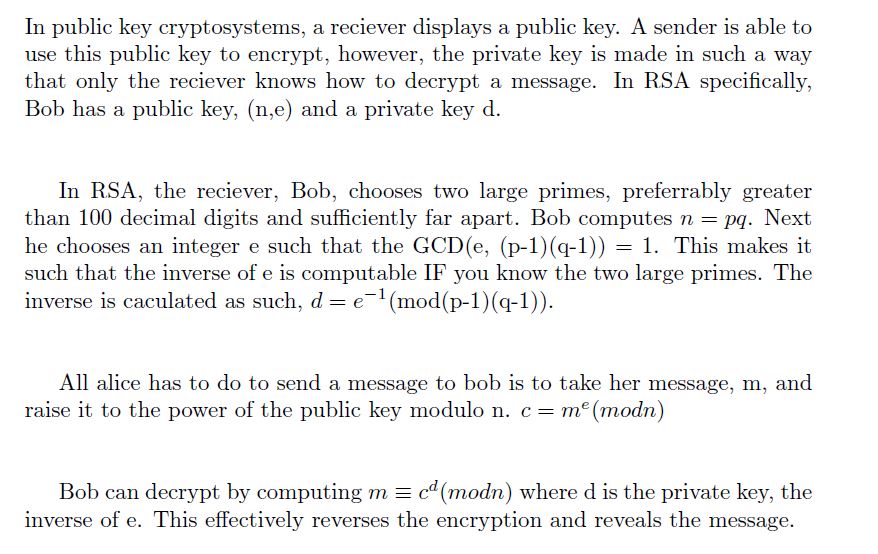 In public key cryptosystems, a reciever displays a public key. A sender is able to
use this public key to encrypt, however, the private key is made in such a way
that only the reciever knows how to decrypt a message. In RSA specifically,
Bob has a public key, (n,e) and a private key d.
In RSA, the reciever, Bob, chooses two large primes, preferrably greater
than 100 decimal digits and sufficiently far apart. Bob computes n = pq. Next
he chooses an integer e such that the GCD(e, (p-1)(q-1)) = 1. This makes it
such that the inverse of e is computable IF you know the two large primes. The
inverse is caculated as such, d = e⁻¹(mod(p-1)(q-1)).
All alice has to do to send a message to bob is to take her message, m, and
raise it to the power of the public key modulo n. c = mᵉ(modn)
Bob can decrypt by computing m ≡ cᵈ(modn) where d is the private key, the
inverse of e. This effectively reverses the encryption and reveals the message.